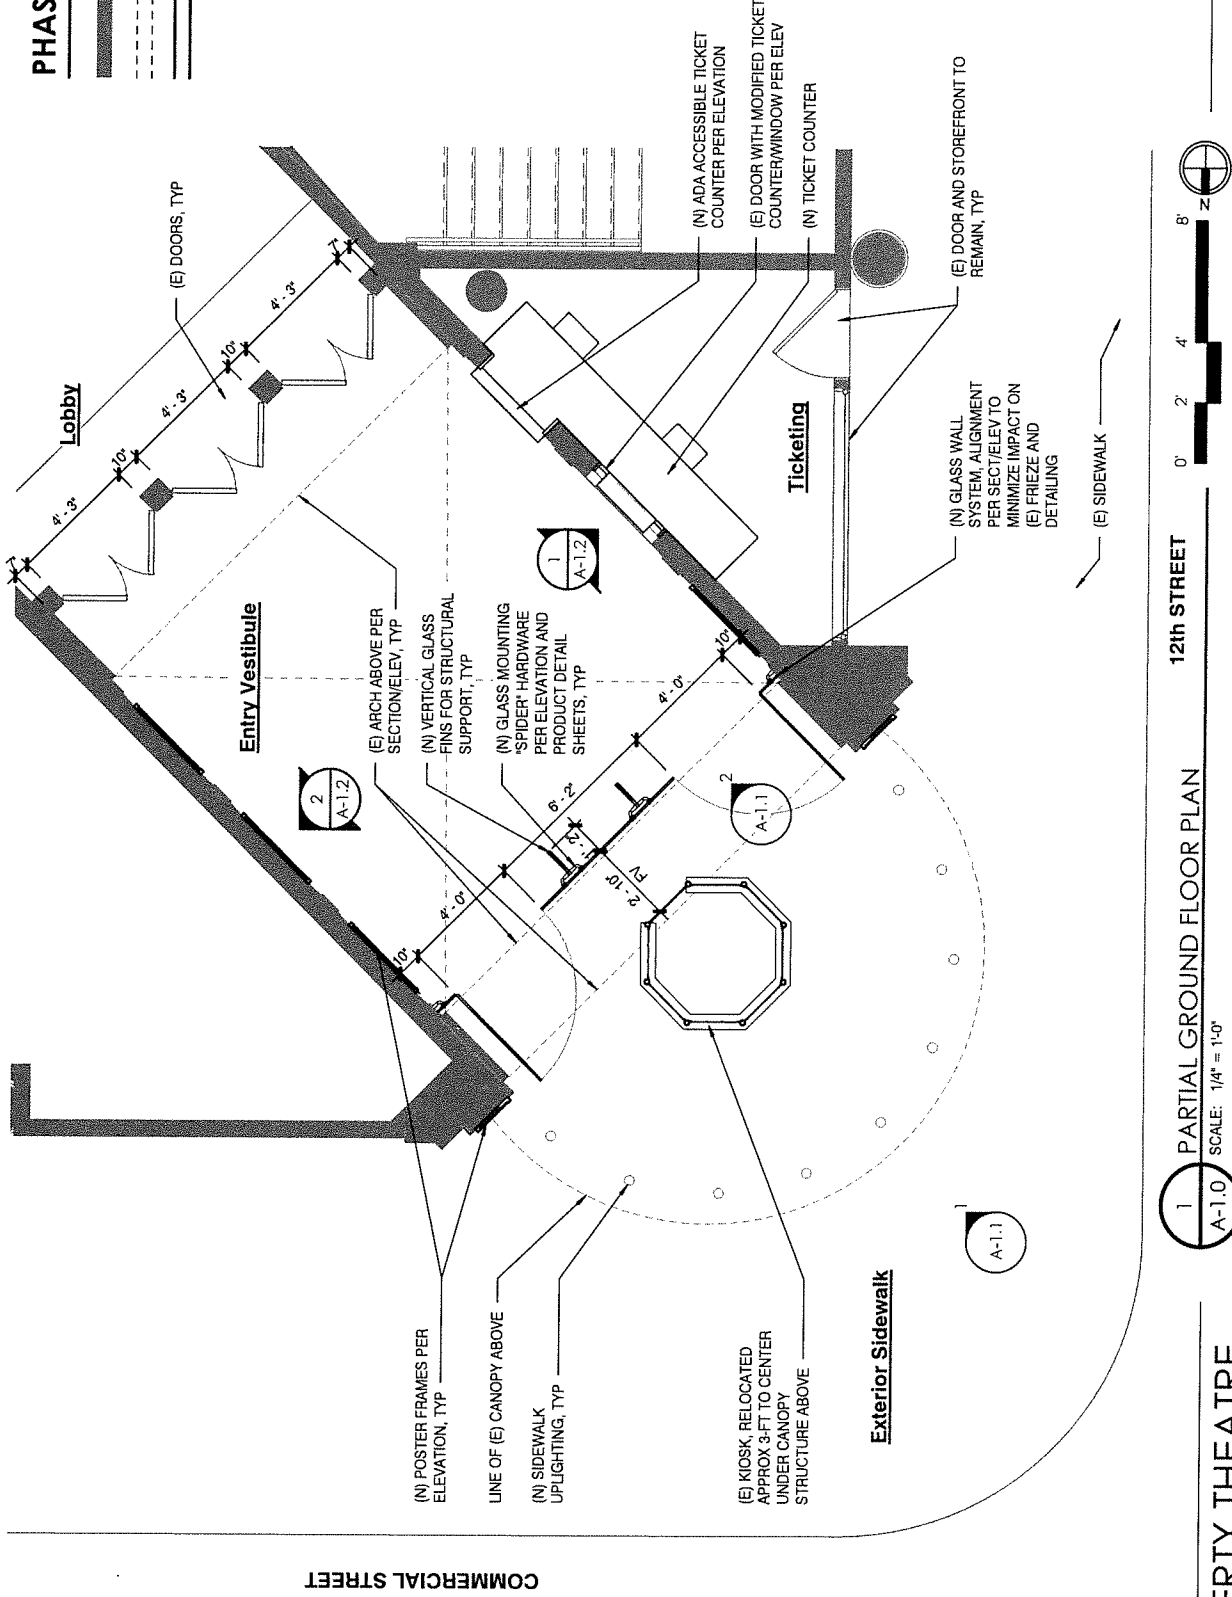 PHAS
Lobby
(E) DOORS, TYP
4' - 3"
10"
4' - 3"
10"
4' - 3"
10"
4' - 3"
Entry Vestibule
(E) ARCH ABOVE PER
SECTION/ELEV, TYP
(N) VERTICAL GLASS
FINS FOR STRUCTURAL
SUPPORT, TYP
(N) GLASS MOUNTING
"SPIDER" HARDWARE
PER ELEVATION AND
PRODUCT DETAIL
SHEETS, TYP
2
A-1.2
1
A-1.2
(N) ADA ACCESSIBLE TICKET
COUNTER PER ELEVATION
(E) DOOR WITH MODIFIED TICKET
COUNTER/WINDOW PER ELEV
(N) TICKET COUNTER
Ticketing
(E) DOOR AND STOREFRONT TO
REMAIN, TYP
(N) GLASS WALL
SYSTEM, ALIGNMENT
PER SECT/ELEV TO
MINIMIZE IMPACT ON
(E) FRIEZE AND
DETAILING
(E) SIDEWALK
10"
4' - 0"
6' - 2"
4' - 0"
10"
1' - 2"
2' - 10"
FV
2
A-1.1
(N) POSTER FRAMES PER
ELEVATION, TYP
LINE OF (E) CANOPY ABOVE
(N) SIDEWALK
UPLIGHTING, TYP
(E) KIOSK, RELOCATED
APPROX 3-FT TO CENTER
UNDER CANOPY
STRUCTURE ABOVE
Exterior Sidewalk
1
A-1.1
COMMERCIAL STREET
12th STREET
1
A-1.0
PARTIAL GROUND FLOOR PLAN
SCALE: 1/4" = 1'-0"
0' 2' 4' 8'
N
ERTY THEATRE